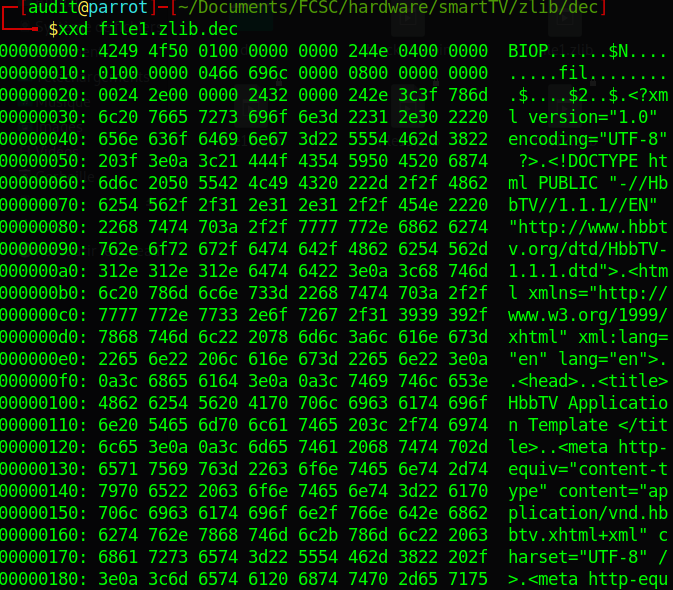 [audit@parrot]─[~/Documents/FCSC/hardware/smartTV/zlib/dec]
$xxd file1.zlib.dec
00000000: 4249 4f50 0100 0000 0000 244e 0400 0000  BIOP......$N....
00000010: 0100 0000 0466 696c 0000 0800 0000 0000  .....fil........
00000020: 0024 2e00 0000 2432 0000 242e 3c3f 786d  .$....$2..$.<?xm
00000030: 6c20 7665 7273 696f 6e3d 2231 2e30 2220  l version="1.0"
00000040: 656e 636f 6469 6e67 3d22 5554 462d 3822  encoding="UTF-8"
00000050: 203f 3e0a 3c21 444f 4354 5950 4520 6874   ?>.<!DOCTYPE ht
00000060: 6d6c 2050 5542 4c49 4320 222d 2f2f 4862  ml PUBLIC "-//Hb
00000070: 6254 562f 2f31 2e31 2e31 2f2f 454e 2220  bTV//1.1.1//EN"
00000080: 2268 7474 703a 2f2f 7777 772e 6862 6274  "http://www.hbbt
00000090: 762e 6f72 672f 6474 642f 4862 6254 562d  v.org/dtd/HbbTV-
000000a0: 312e 312e 312e 6474 6422 3e0a 3c68 746d  1.1.1.dtd">.<htm
000000b0: 6c20 786d 6c6e 733d 2268 7474 703a 2f2f  l xmlns="http://
000000c0: 7777 772e 7733 2e6f 7267 2f31 3939 392f  www.w3.org/1999/
000000d0: 7868 746d 6c22 2078 6d6c 3a6c 616e 673d  xhtml" xml:lang=
000000e0: 2265 6e22 206c 616e 673d 2265 6e22 3e0a  "en" lang="en">.
000000f0: 0a3c 6865 6164 3e0a 0a3c 7469 746c 653e  .<head>..<title>
00000100: 4862 6254 5620 4170 706c 6963 6174 696f  HbbTV Applicatio
00000110: 6e20 5465 6d70 6c61 7465 203c 2f74 6974  n Template </tit
00000120: 6c65 3e0a 0a3c 6d65 7461 2068 7474 702d  le>..<meta http-
00000130: 6571 7569 763d 2263 6f6e 7465 6e74 2d74  equiv="content-t
00000140: 7970 6522 2063 6f6e 7465 6e74 3d22 6170  ype" content="ap
00000150: 706c 6963 6174 696f 6e2f 766e 642e 6862  plication/vnd.hb
00000160: 6274 762e 7868 746d 6c2b 786d 6c22 2063  btv.xhtml+xml" c
00000170: 6861 7273 6574 3d22 5554 462d 3822 202f  harset="UTF-8" /
00000180: 3e0a 3c6d 6574 6120 6874 7470 2d65 7175  >.<meta http-equ